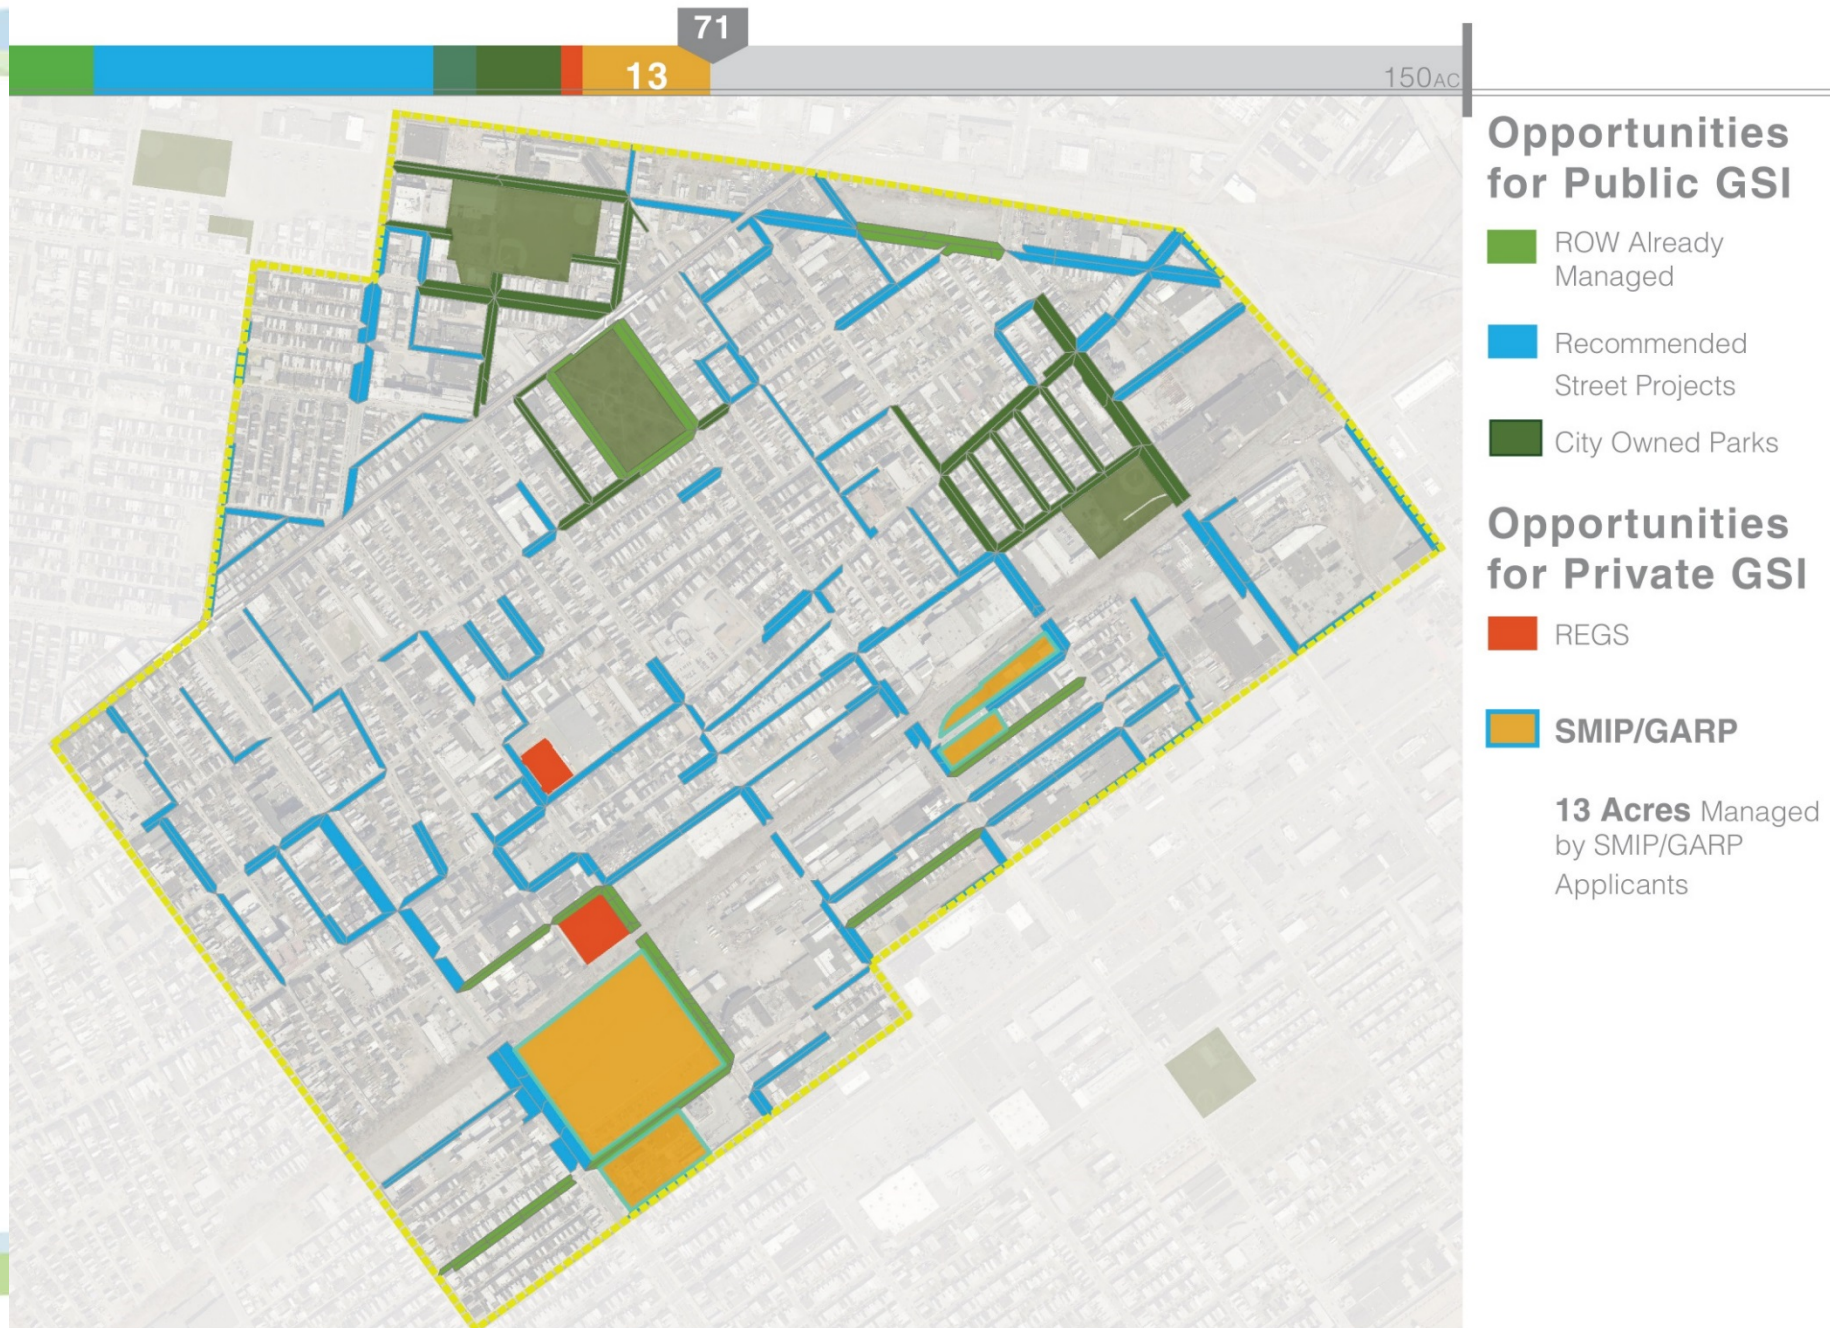 71
13
150AC
Opportunities
for Public GSI
ROW Already
Managed
Recommended
Street Projects
City Owned Parks
Opportunities
for Private GSI
REGS
SMIP/GARP
13 Acres Managed
by SMIP/GARP
Applicants